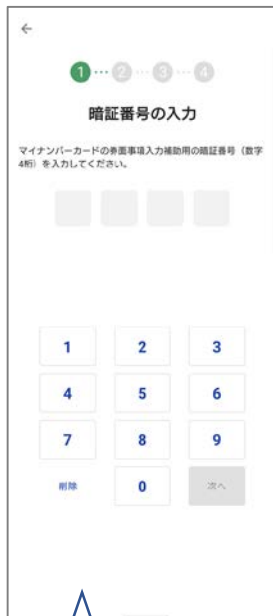 ←
1 2 3 4
暗証番号の入力
マイナンバーカードの券面事項入力補助用の暗証番号（数字
4桁）を入力してください。
1 2 3
4 5 6
7 8 9
削除 0 次へ